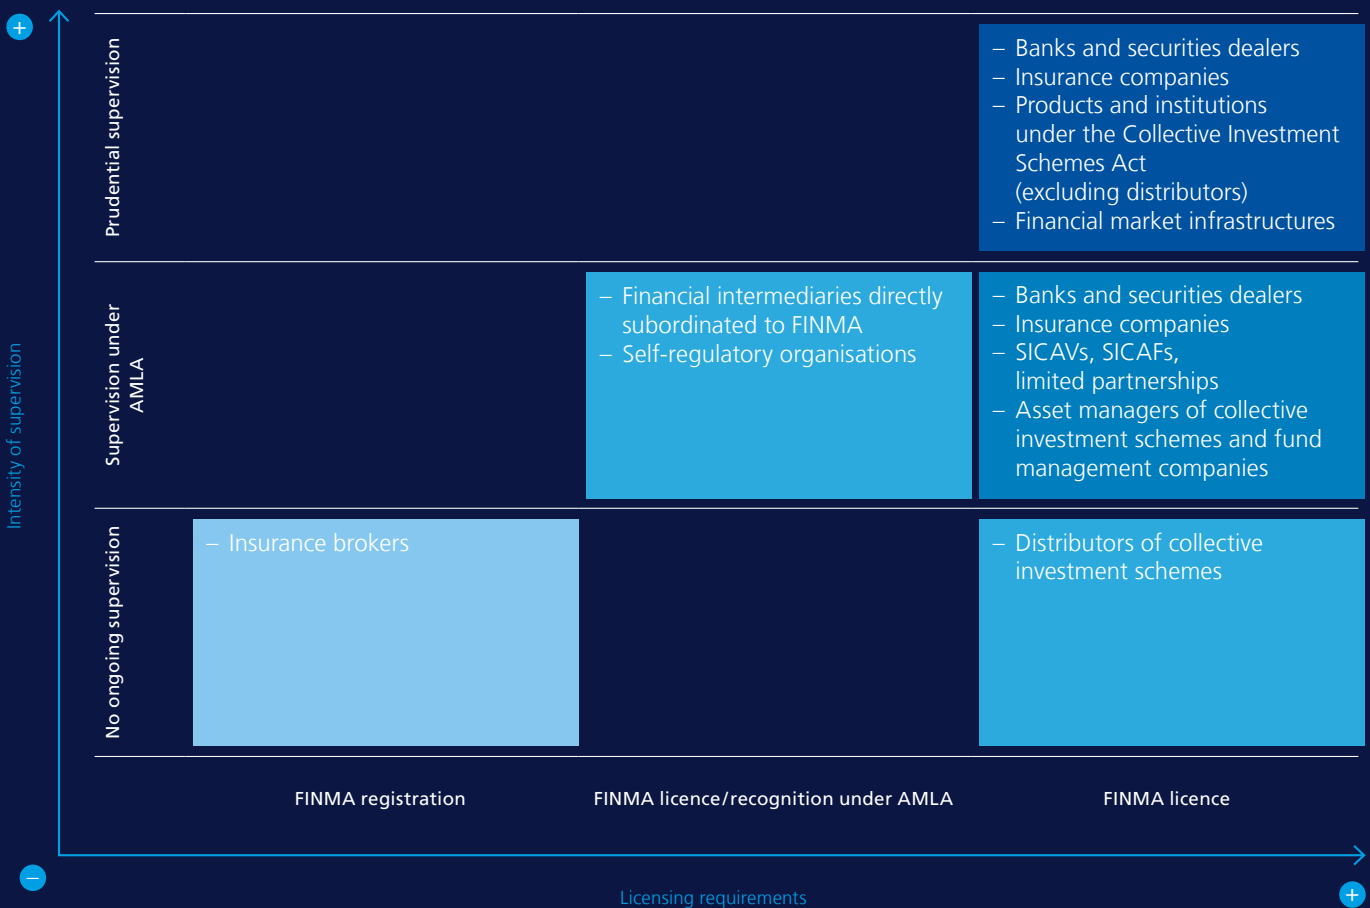 +
Intensity of supervision
Prudential supervision
– Banks and securities dealers
– Insurance companies
– Products and institutions
under the Collective Investment
Schemes Act
(excluding distributors)
– Financial market infrastructures
Supervision under
AMLA
– Financial intermediaries directly
subordinated to FINMA
– Self-regulatory organisations
– Banks and securities dealers
– Insurance companies
– SICAVs, SICAFs,
limited partnerships
– Asset managers of collective
investment schemes and fund
management companies
No ongoing supervision
– Insurance brokers
– Distributors of collective
investment schemes
FINMA registration
FINMA licence/recognition under AMLA
FINMA licence
–
Licensing requirements
+